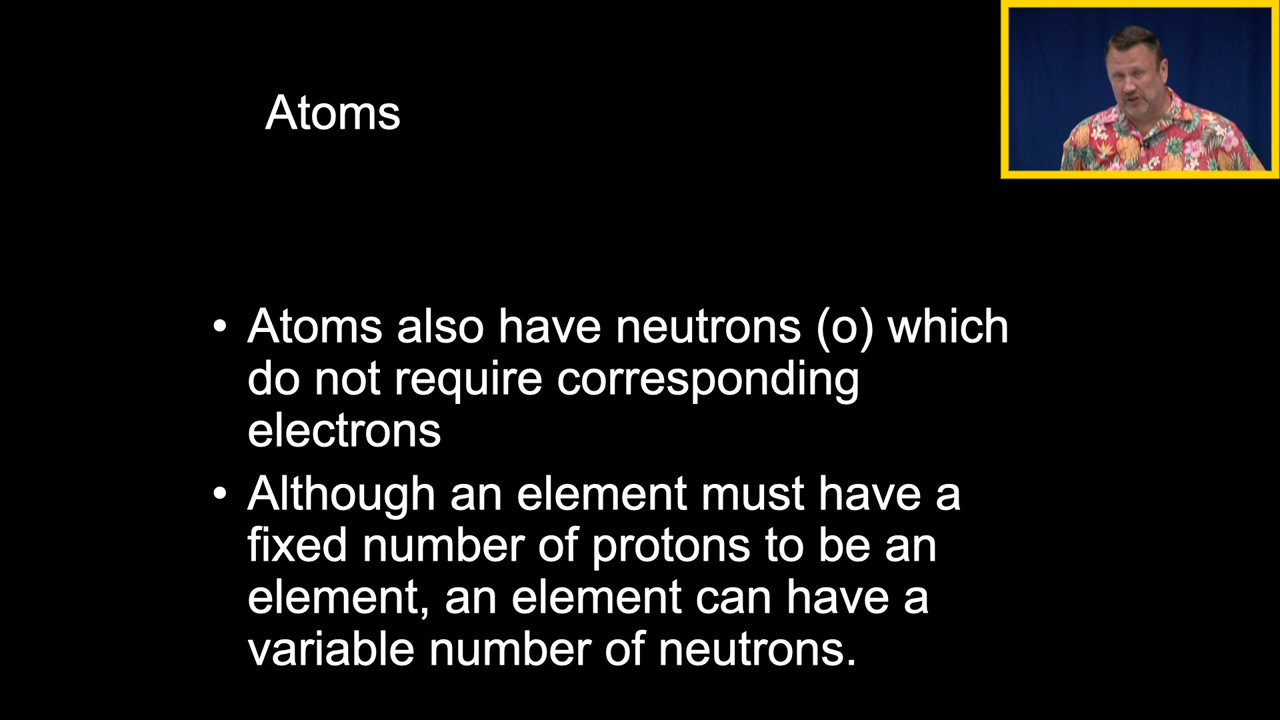 Atoms
• Atoms also have neutrons (o) which
do not require corresponding
electrons
• Although an element must have a
fixed number of protons to be an
element, an element can have a
variable number of neutrons.